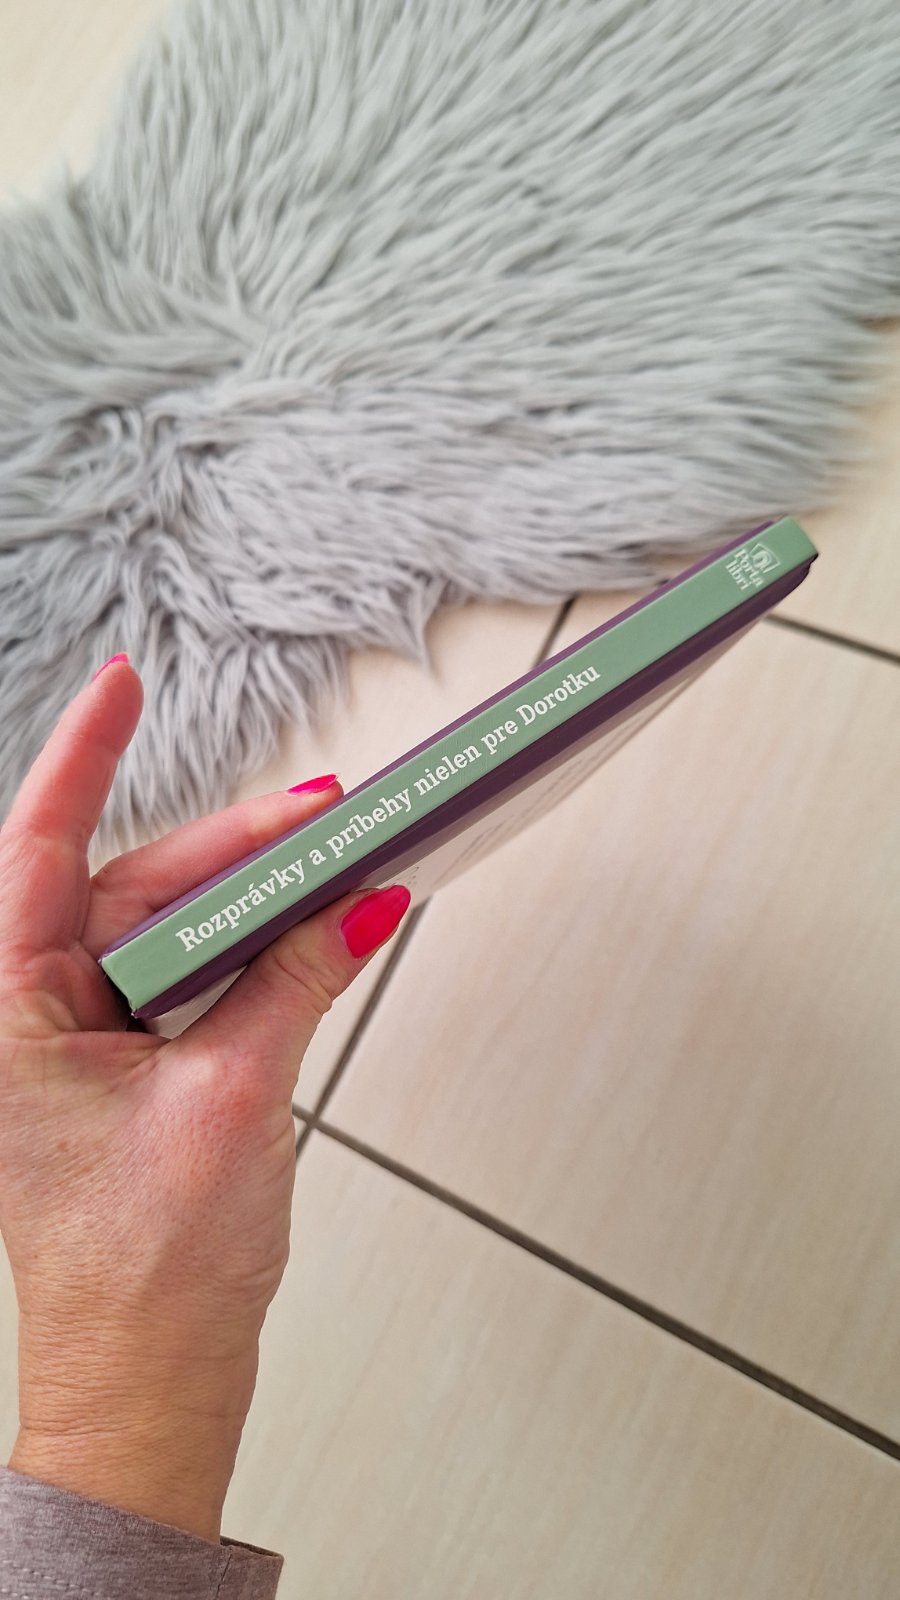 Rozprávky a príbehy nielen pre Dorotku
Porta
libri